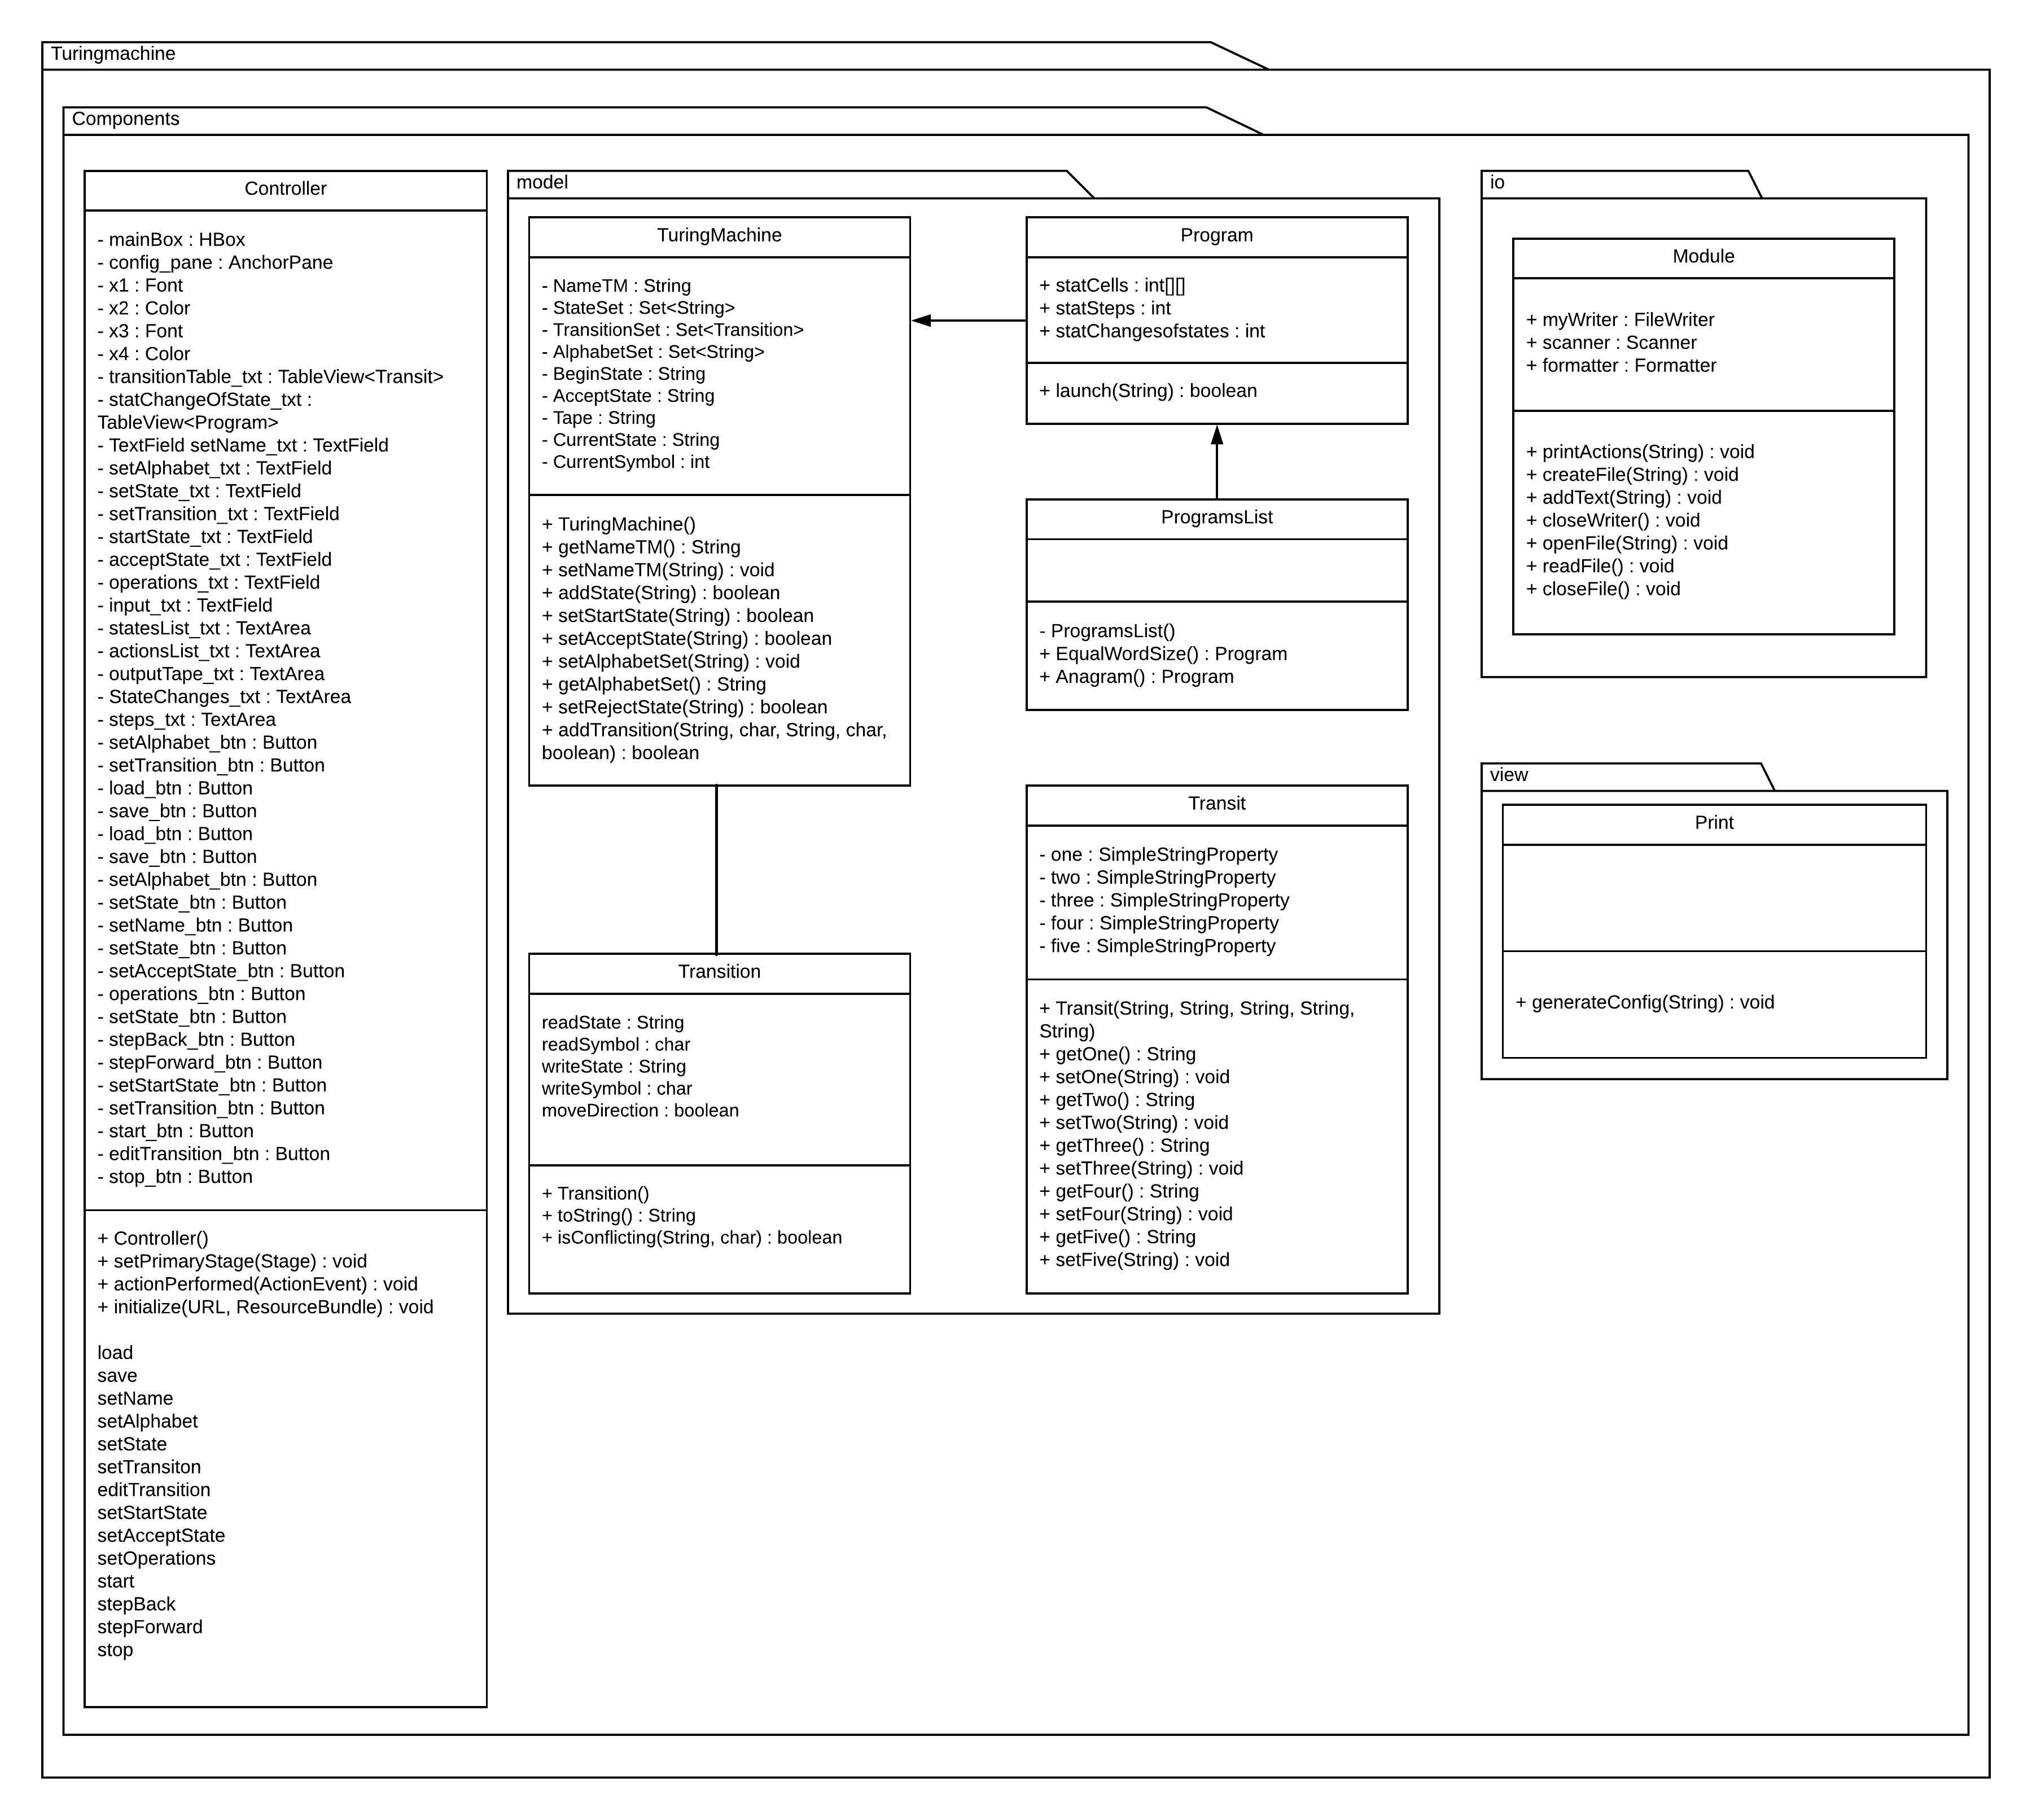 Turingmachine
Components
Controller
- mainBox : HBox
- config_pane : AnchorPane
- x1 : Font
- x2 : Color
- x3 : Font
- x4 : Color
- transitionTable_txt : TableView<Transit>
- statChangeOfState_txt :
TableView<Program>
- TextField setName_txt : TextField
- setAlphabet_txt : TextField
- setState_txt : TextField
- setTransition_txt : TextField
- startState_txt : TextField
- acceptState_txt : TextField
- operations_txt : TextField
- input_txt : TextField
- statesList_txt : TextArea
- actionsList_txt : TextArea
- outputTape_txt : TextArea
- StateChanges_txt : TextArea
- steps_txt : TextArea
- setAlphabet_btn : Button
- setTransition_btn : Button
- load_btn : Button
- save_btn : Button
- load_btn : Button
- save_btn : Button
- setAlphabet_btn : Button
- setState_btn : Button
- setName_btn : Button
- setState_btn : Button
- setAcceptState_btn : Button
- operations_btn : Button
- setState_btn : Button
- stepBack_btn : Button
- stepForward_btn : Button
- setStartState_btn : Button
- setTransition_btn : Button
- start_btn : Button
- editTransition_btn : Button
- stop_btn : Button
+ Controller()
+ setPrimaryStage(Stage) : void
+ actionPerformed(ActionEvent) : void
+ initialize(URL, ResourceBundle) : void
load
save
setName
setAlphabet
setState
setTransiton
editTransition
setStartState
setAcceptState
setOperations
start
stepBack
stepForward
stop
model
TuringMachine
- NameTM : String
- StateSet : Set<String>
- TransitionSet : Set<Transition>
- AlphabetSet : Set<String>
- BeginState : String
- AcceptState : String
- Tape : String
- CurrentState : String
- CurrentSymbol : int
+ TuringMachine()
+ getNameTM() : String
+ setNameTM(String) : void
+ addState(String) : boolean
+ setStartState(String) : boolean
+ setAcceptState(String) : boolean
+ setAlphabetSet(String) : void
+ getAlphabetSet() : String
+ setRejectState(String) : boolean
+ addTransition(String, char, String, char,
boolean) : boolean
Transition
readState : String
readSymbol : char
writeState : String
writeSymbol : char
moveDirection : boolean
+ Transition()
+ toString() : String
+ isConflicting(String, char) : boolean
Program
+ statCells : int[][]
+ statSteps : int
+ statChangesofstates : int
+ launch(String) : boolean
ProgramsList
- ProgramsList()
+ EqualWordSize() : Program
+ Anagram() : Program
Transit
- one : SimpleStringProperty
- two : SimpleStringProperty
- three : SimpleStringProperty
- four : SimpleStringProperty
- five : SimpleStringProperty
+ Transit(String, String, String, String,
String)
+ getOne() : String
+ setOne(String) : void
+ getTwo() : String
+ setTwo(String) : void
+ getThree() : String
+ setThree(String) : void
+ getFour() : String
+ setFour(String) : void
+ getFive() : String
+ setFive(String) : void
io
Module
+ myWriter : FileWriter
+ scanner : Scanner
+ formatter : Formatter
+ printActions(String) : void
+ createFile(String) : void
+ addText(String) : void
+ closeWriter() : void
+ openFile(String) : void
+ readFile() : void
+ closeFile() : void
view
Print
+ generateConfig(String) : void